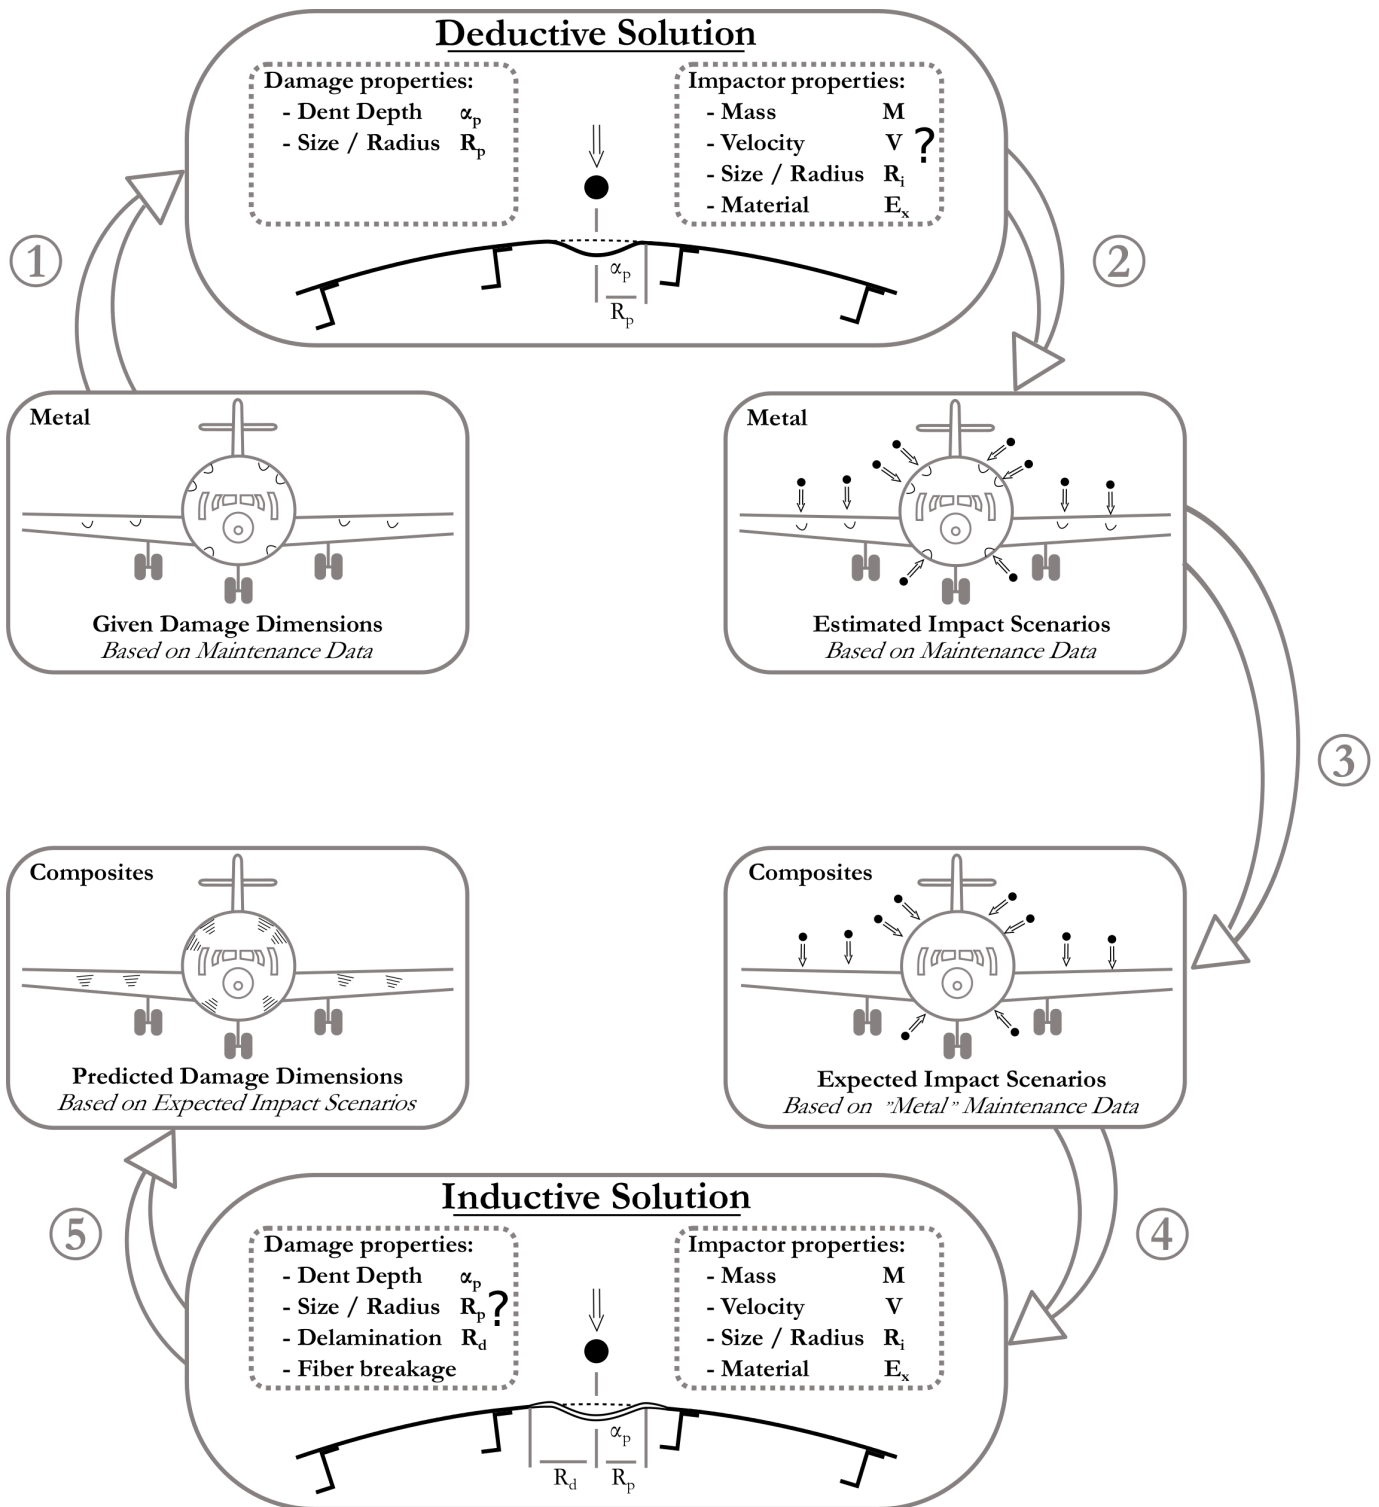 Deductive Solution
Damage properties:
- Dent Depth αp
- Size / Radius Rp
Impactor properties:
- Mass M
- Velocity V
- Size / Radius Ri
- Material Ex
?
αp
Rp
1
2
Metal
Given Damage Dimensions
Based on Maintenance Data
Metal
Estimated Impact Scenarios
Based on Maintenance Data
3
Composites
Predicted Damage Dimensions
Based on Expected Impact Scenarios
Composites
Expected Impact Scenarios
Based on "Metal" Maintenance Data
5
4
Inductive Solution
Damage properties:
- Dent Depth αp
- Size / Radius Rp
- Delamination Rd
- Fiber breakage
?
Impactor properties:
- Mass M
- Velocity V
- Size / Radius Ri
- Material Ex
αp
Rd Rp